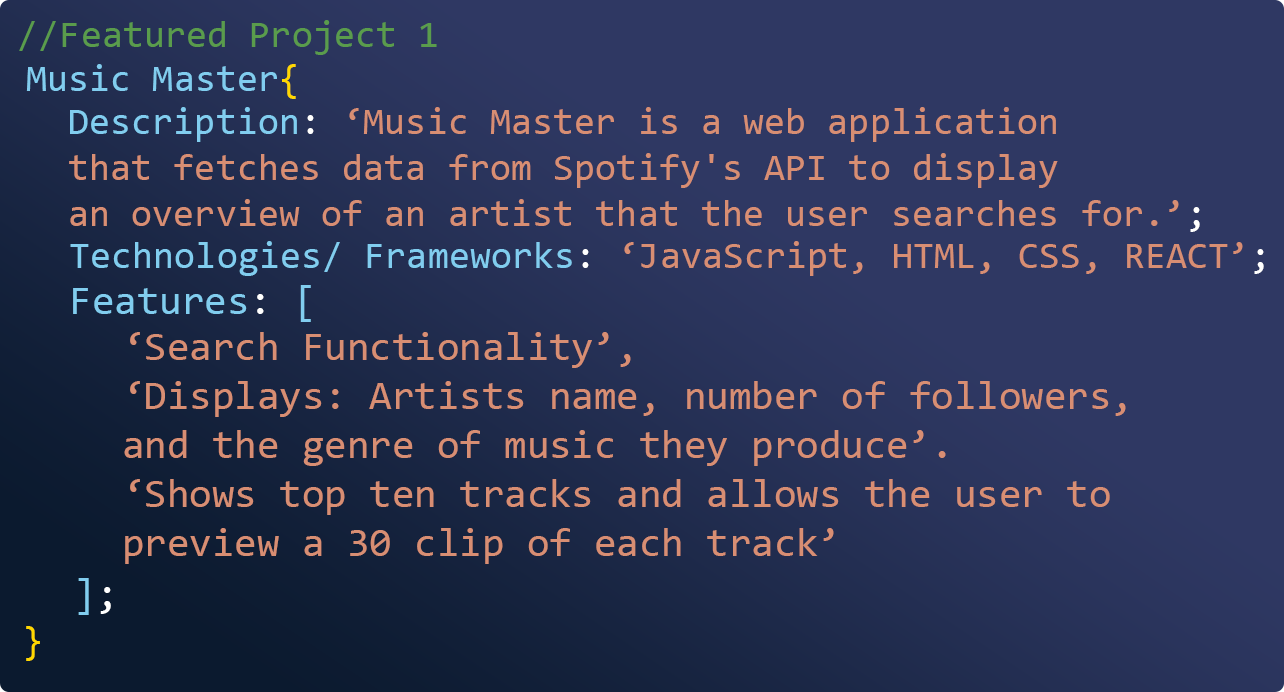 //Featured Project 1
Music Master{
Description: ‘Music Master is a web application
that fetches data from Spotify's API to display
an overview of an artist that the user searches for.’;
Technologies/ Frameworks: ‘JavaScript, HTML, CSS, REACT’;
Features: [
‘Search Functionality’,
‘Displays: Artists name, number of followers,
and the genre of music they produce’.
‘Shows top ten tracks and allows the user to
preview a 30 clip of each track’
];
}